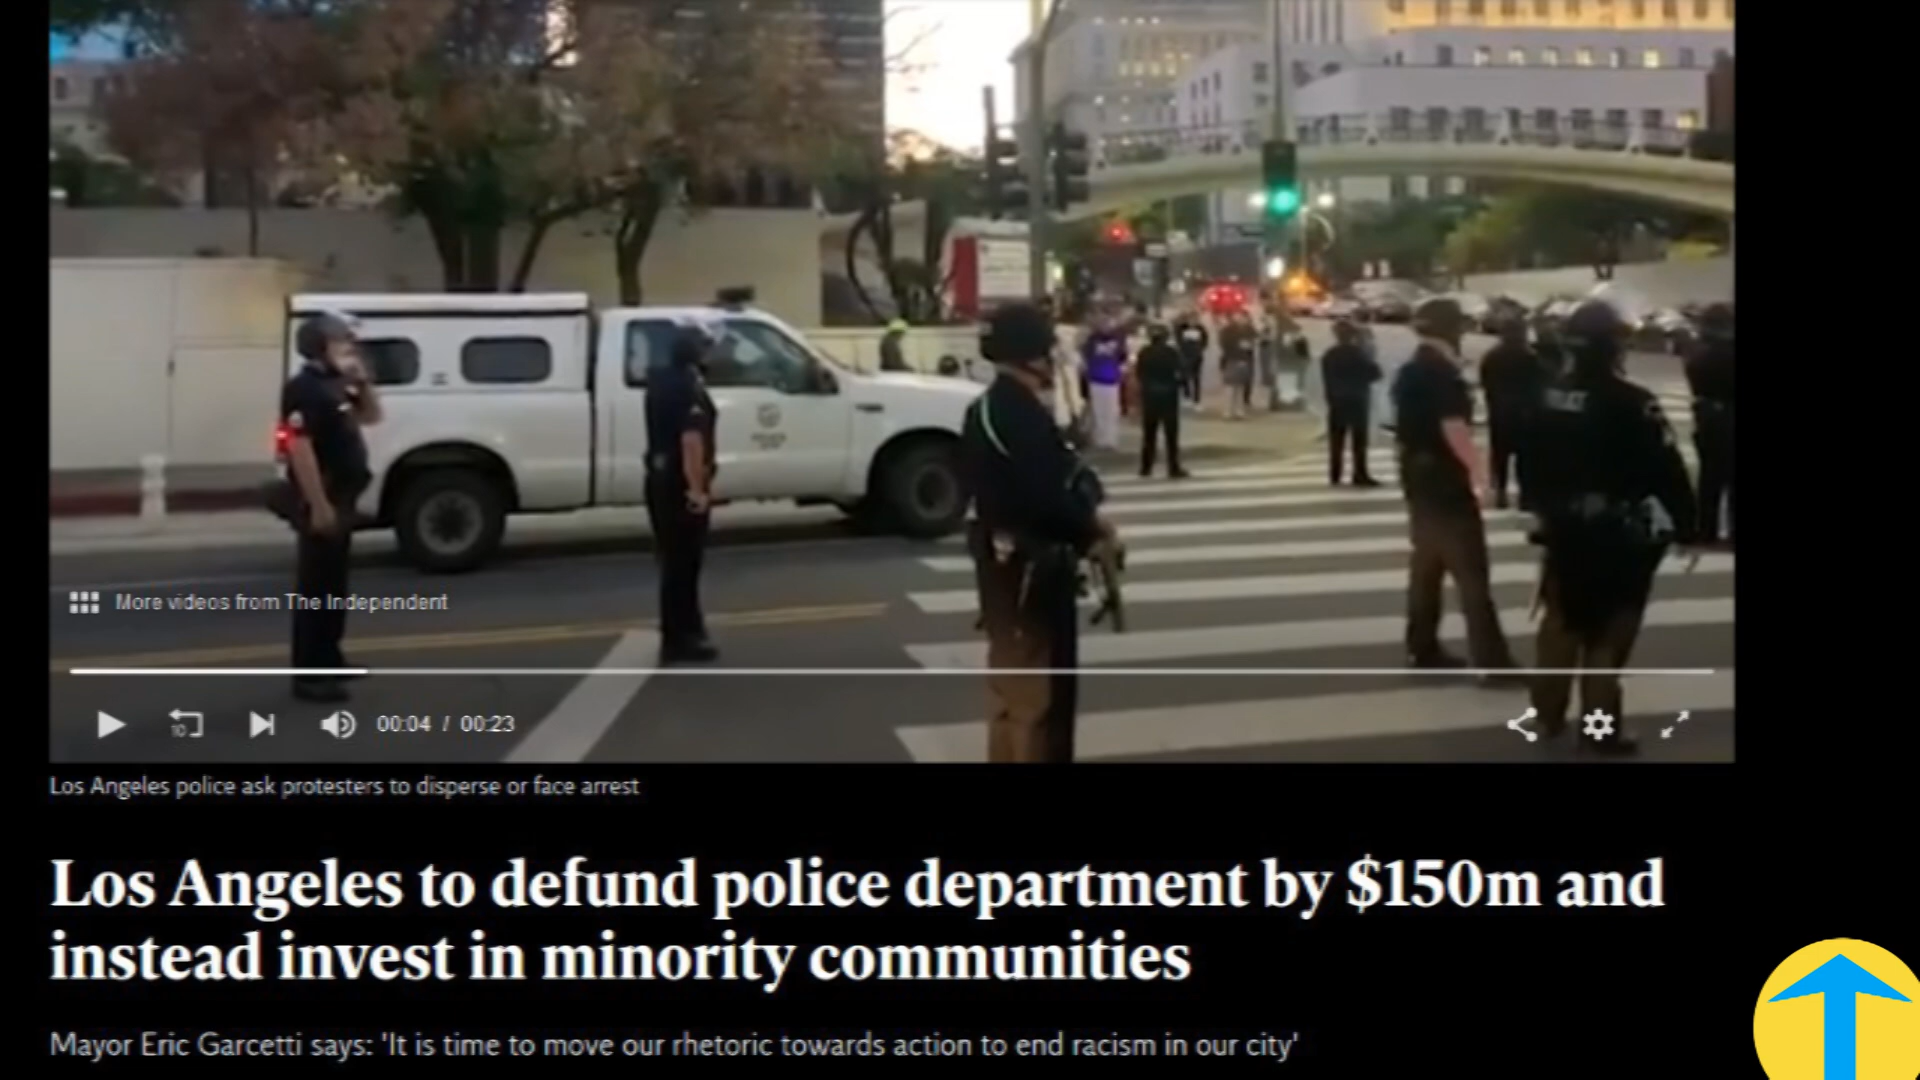 POLICE
More videos from The Independent
10
00:04 / 00:23
Los Angeles police ask protesters to disperse or face arrest
Los Angeles to defund police department by $150m and
instead invest in minority communities
Mayor Eric Garcetti says: 'It is time to move our rhetoric towards action to end racism in our city'